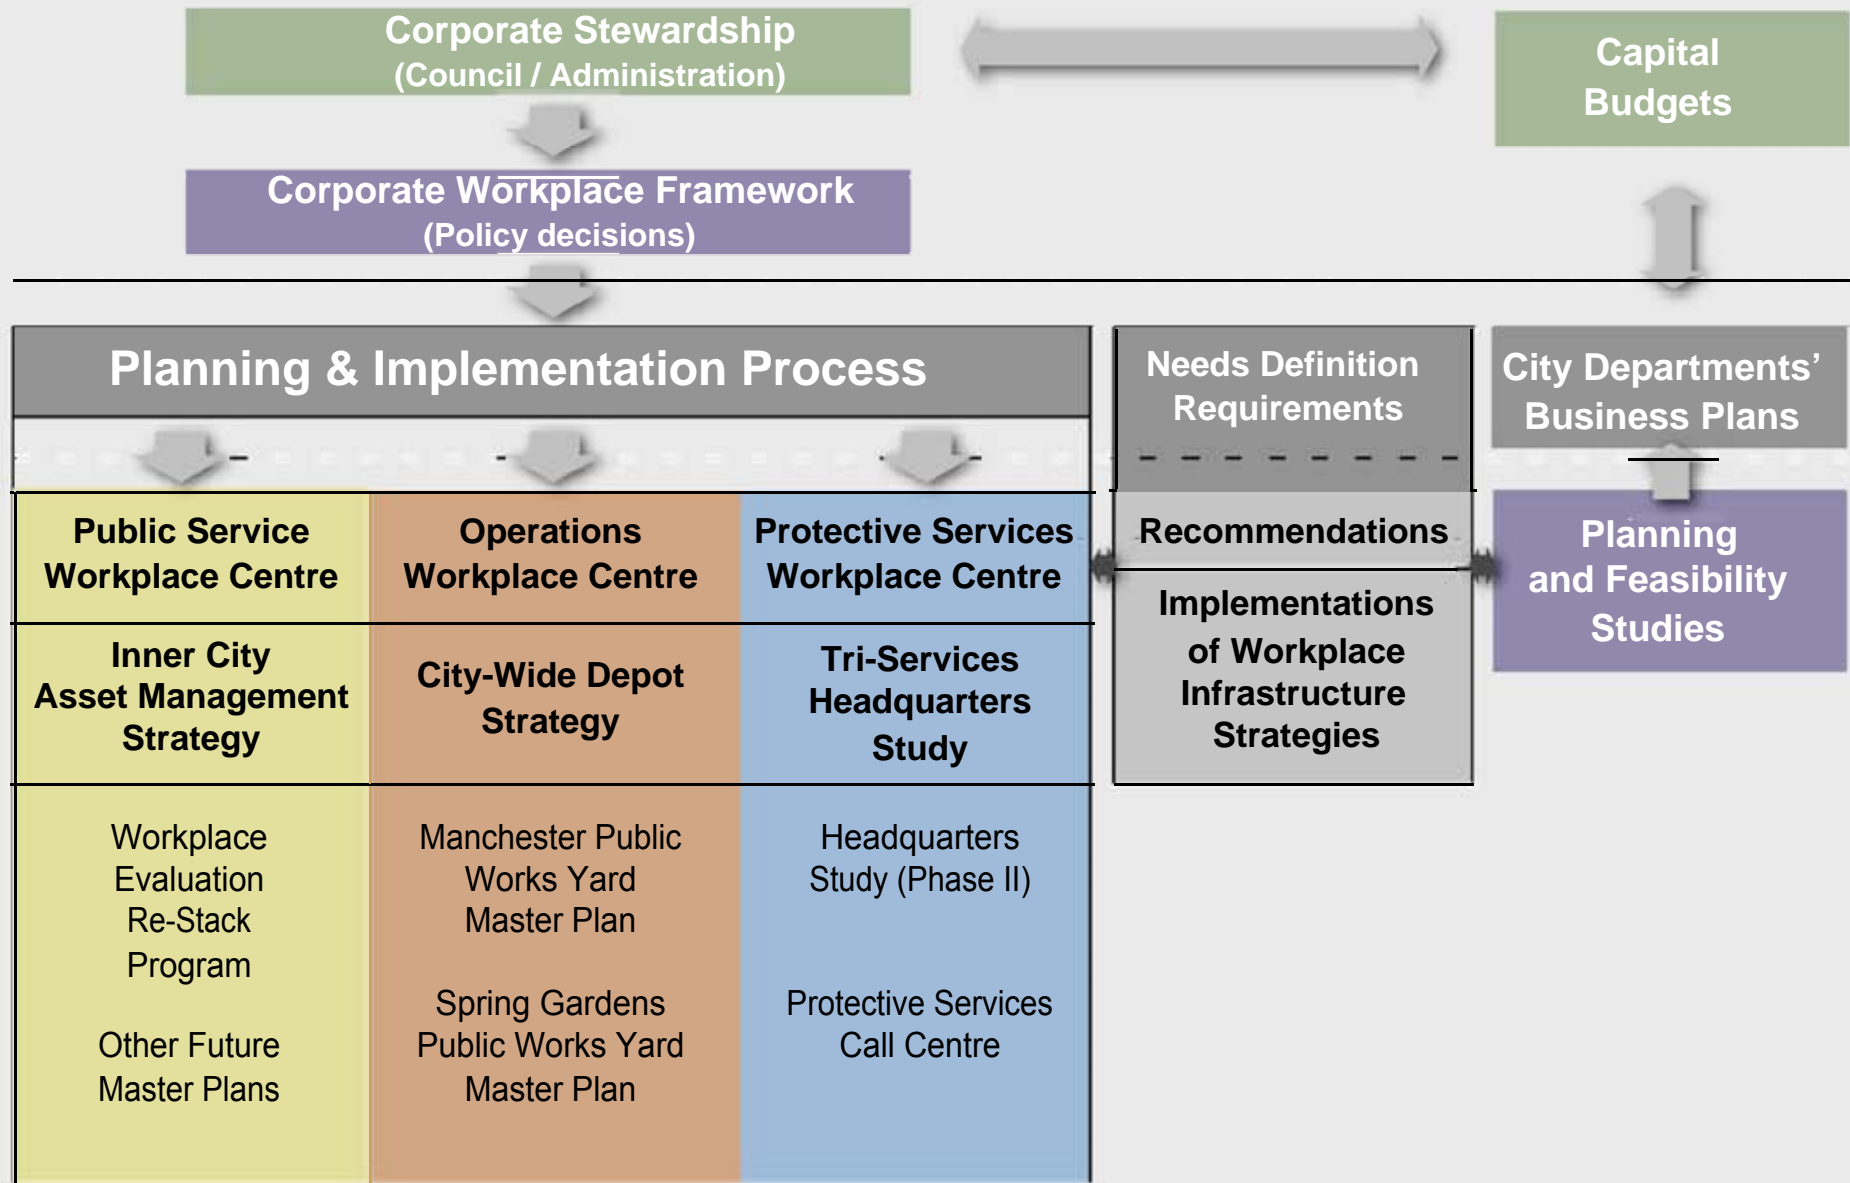 Corporate Stewardship
(Council / Administration)
Capital
Budgets
Corporate Workplace Framework
(Policy decisions)
Planning & Implementation Process
Needs Definition
Requirements
City Departments’
Business Plans
Public Service
Workplace Centre
Operations
Workplace Centre
Protective Services
Workplace Centre
Recommendations
Implementations
of Workplace
Infrastructure
Strategies
Planning
and Feasibility
Studies
Inner City
Asset Management
Strategy
City-Wide Depot
Strategy
Tri-Services
Headquarters
Study
Workplace
Evaluation
Re-Stack
Program
Other Future
Master Plans
Manchester Public
Works Yard
Master Plan
Spring Gardens
Public Works Yard
Master Plan
Headquarters
Study (Phase II)
Protective Services
Call Centre